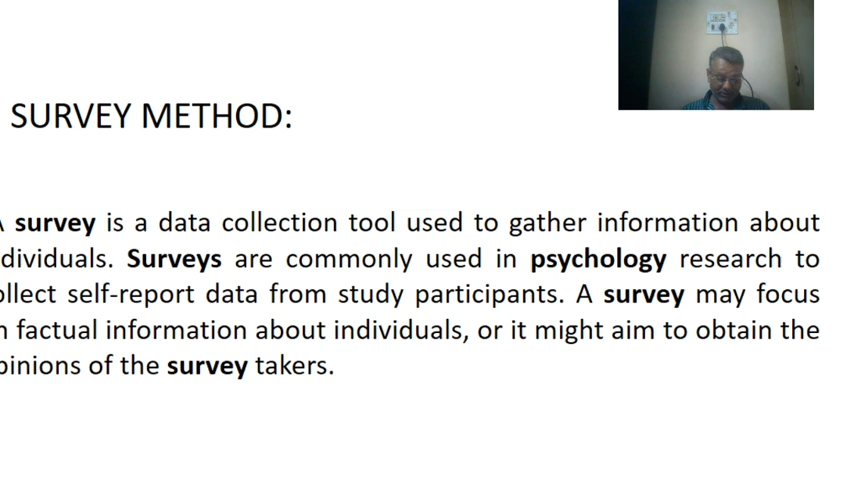 SURVEY METHOD:
A survey is a data collection tool used to gather information about
dividuals. Surveys are commonly used in psychology research to
ollect self-report data from study participants. A survey may focus
n factual information about individuals, or it might aim to obtain the
pinions of the survey takers.